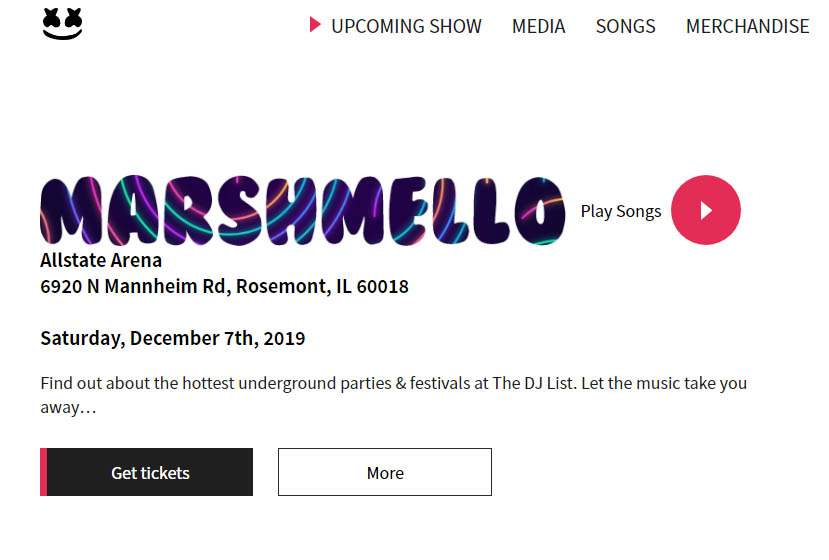 UPCOMING SHOW MEDIA SONGS MERCHANDISE
MARSHMELLO Play Songs
Allstate Arena
6920 N Mannheim Rd, Rosemont, IL 60018
Saturday, December 7th, 2019
Find out about the hottest underground parties & festivals at The DJ List. Let the music take you
away…
Get tickets More